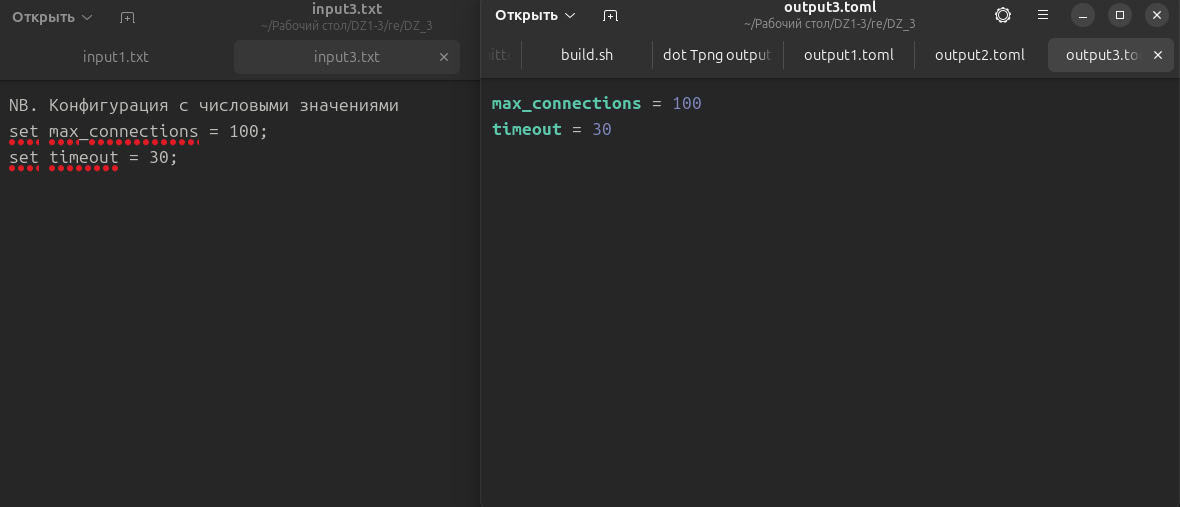 Открыть
input3.txt
~/Рабочий стол/DZ1-3/re/DZ_3
input1.txt
input3.txt
NB. Конфигурация с числовыми значениями
set max_connections = 100;
set timeout = 30;
Открыть
output3.toml
~/Рабочий стол/DZ1-3/re/DZ_3
build.sh
dot Tpng output
output1.toml
output2.toml
output3.to
max_connections = 100
timeout = 30